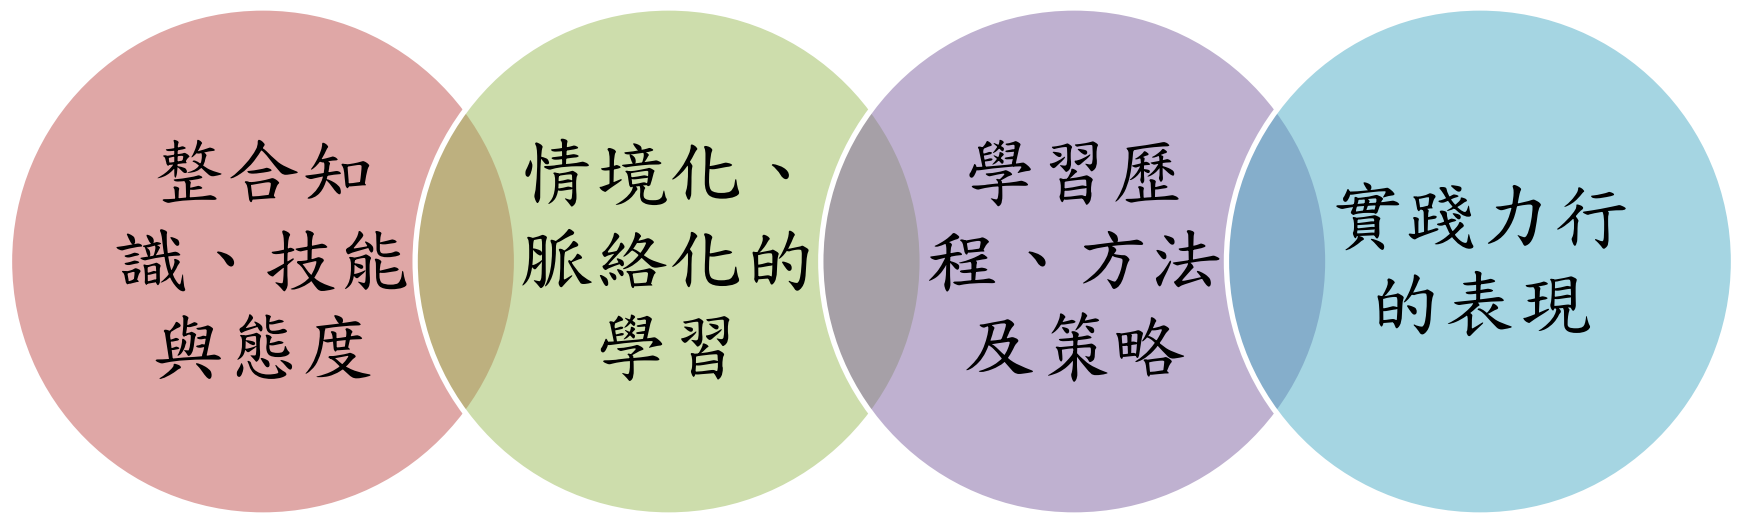 整合知
識、技能
與態度
情境化、
脈絡化的
學習
學習歷
程、方法
及策略
實踐力行
的表現